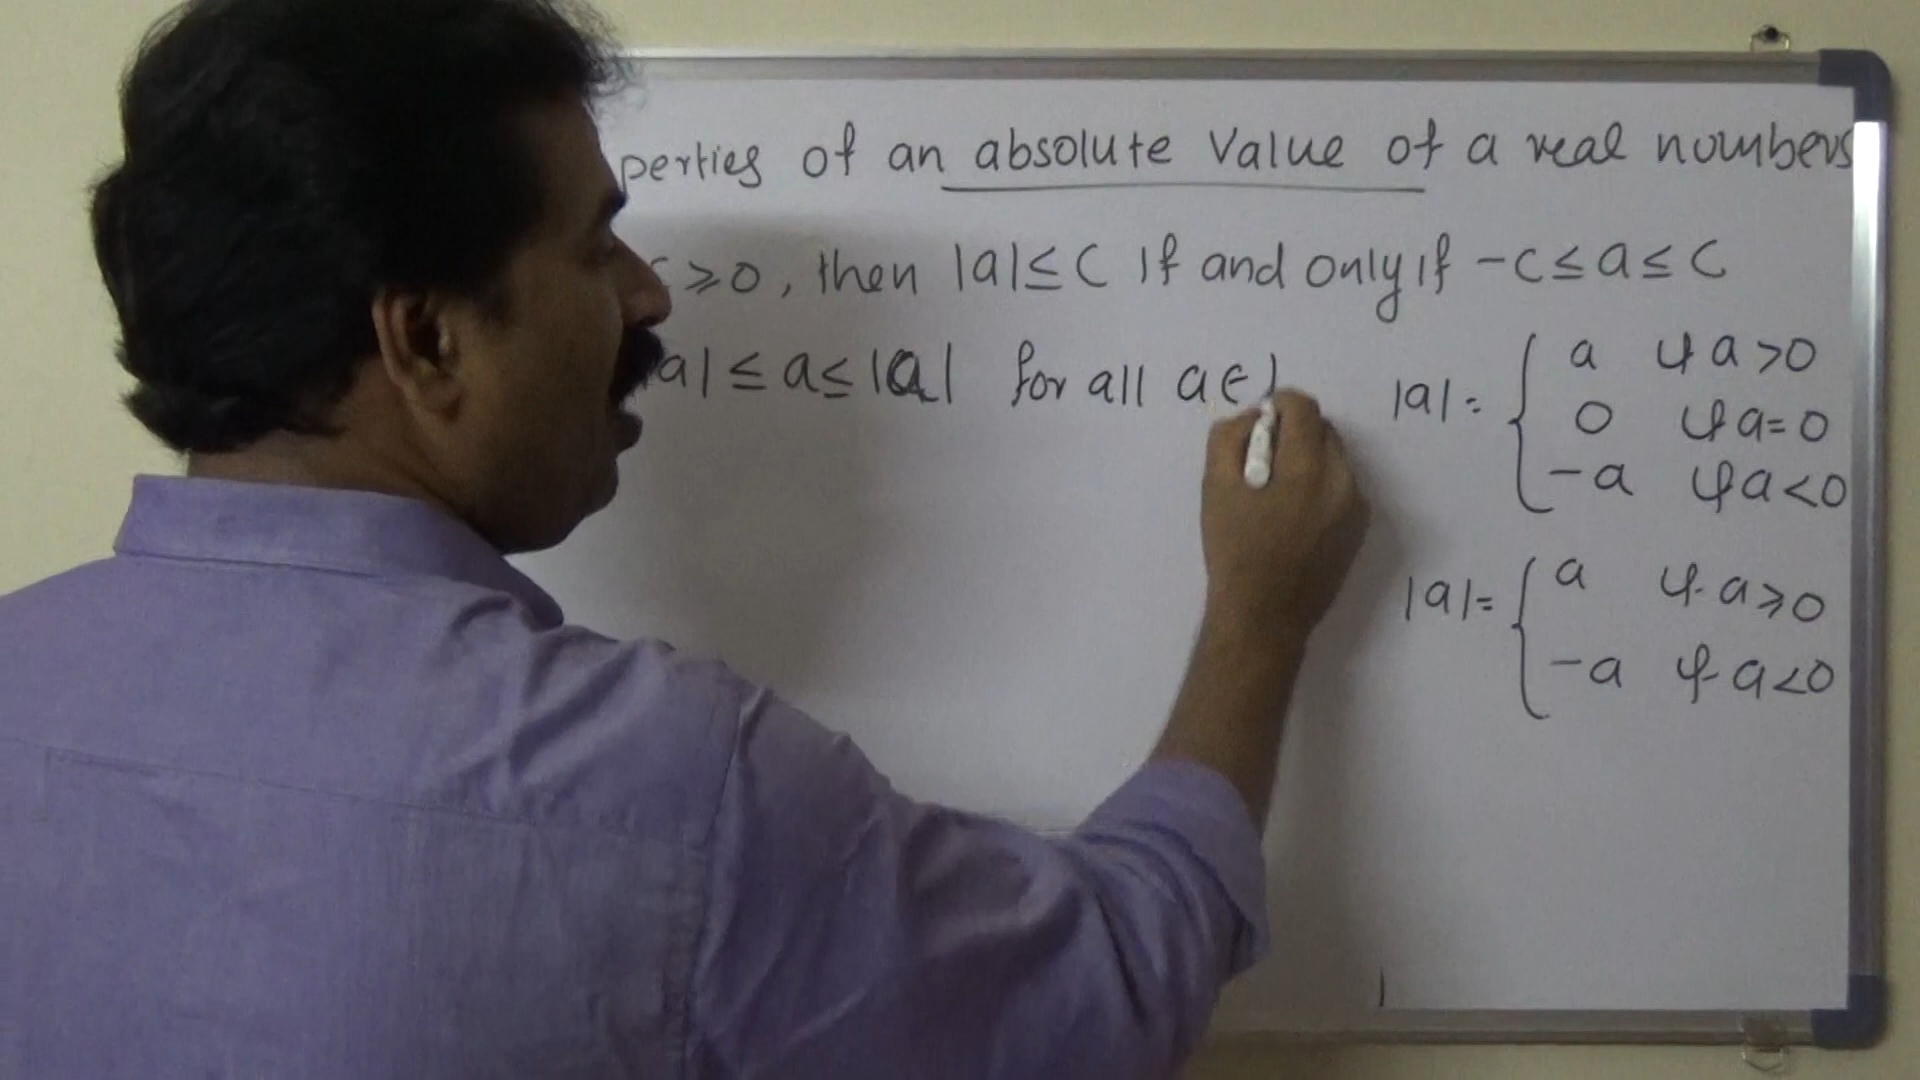 perties of an absolute value of a real numbers
c ≥ 0, then |a| ≤ c if and only if -c ≤ a ≤ c
|a| ≤ a ≤ |a| for all a ∈
|a| = { a if a > 0
0 if a = 0
-a if a < 0
|a| = { a if a ≥ 0
-a if a < 0